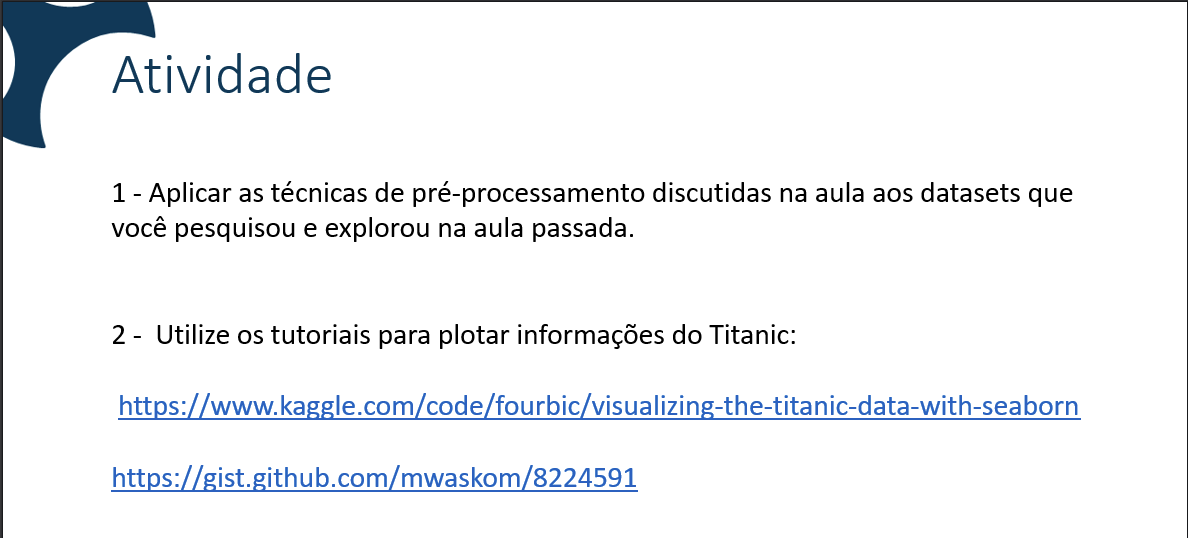 Atividade
1 - Aplicar as técnicas de pré-processamento discutidas na aula aos datasets que
você pesquisou e explorou na aula passada.
2 -  Utilize os tutoriais para plotar informações do Titanic:
https://www.kaggle.com/code/fourbic/visualizing-the-titanic-data-with-seaborn
https://gist.github.com/mwaskom/8224591